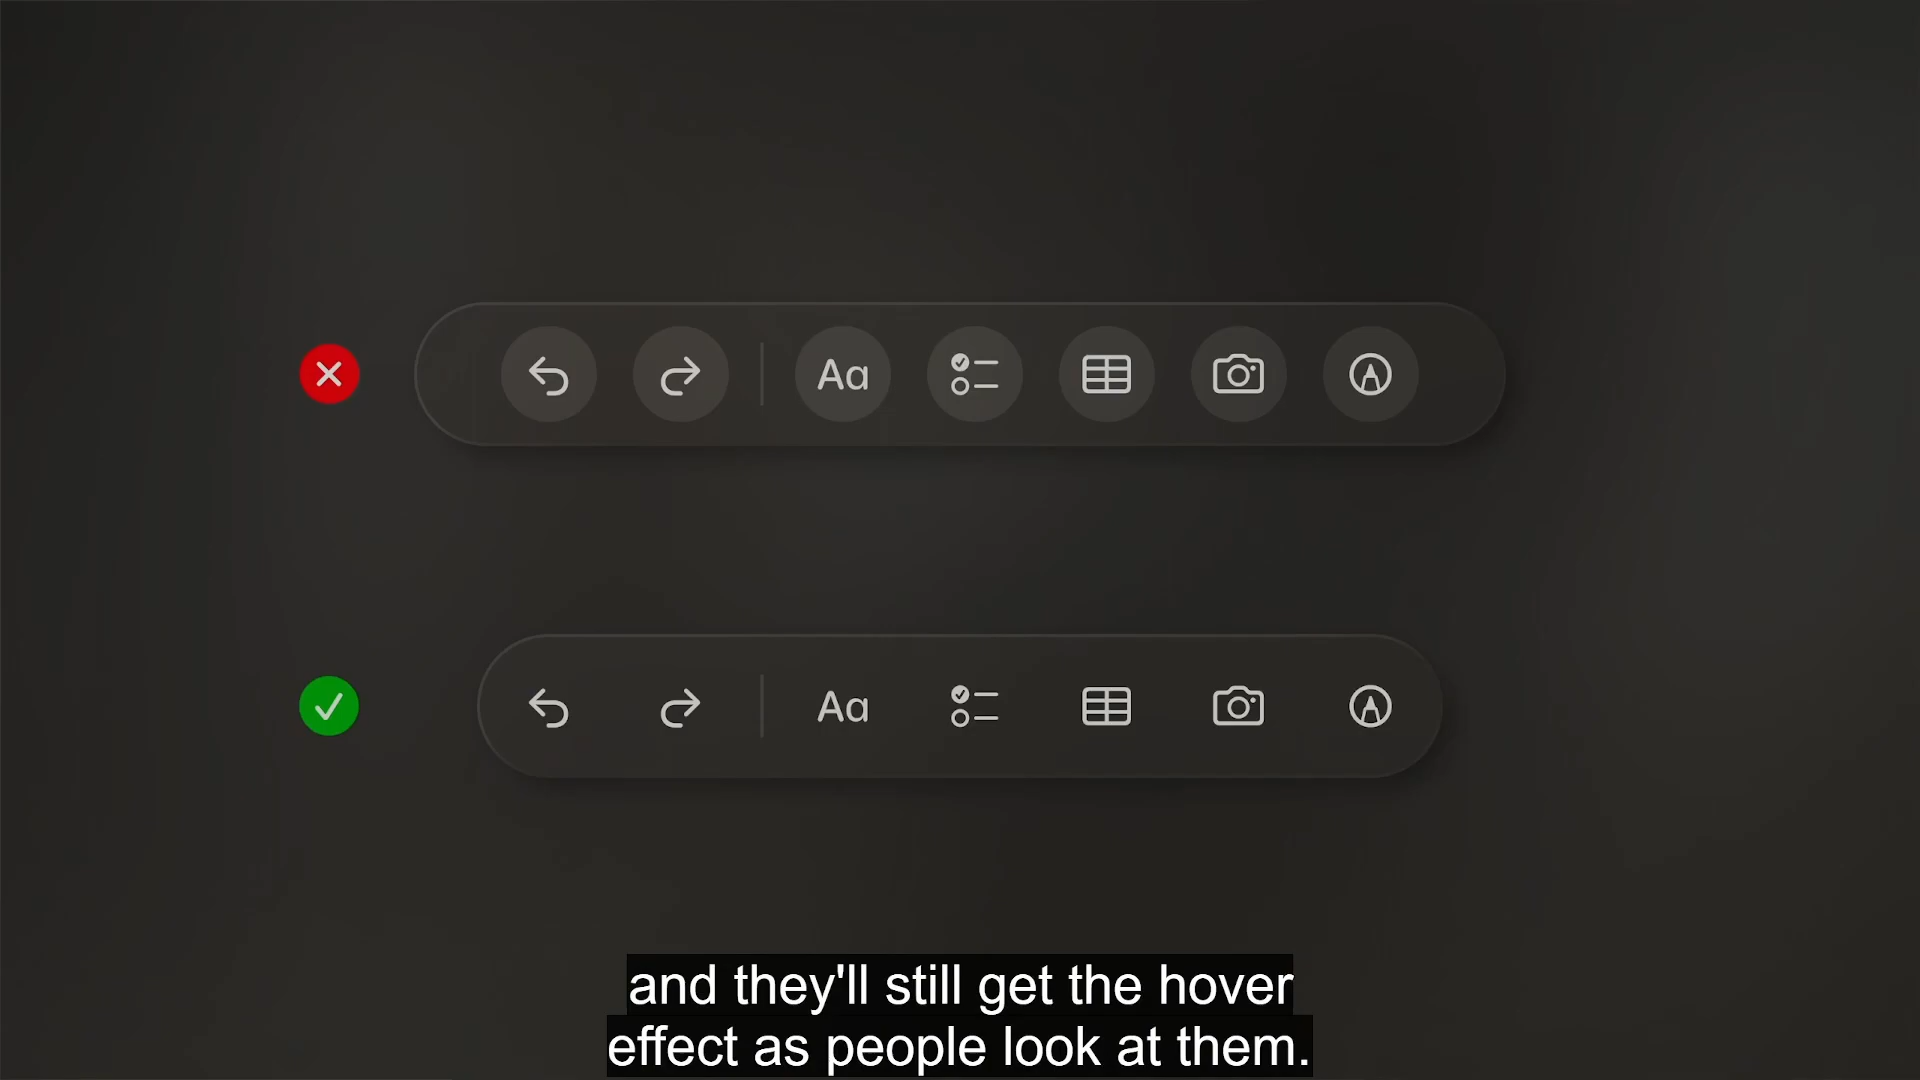 Aa
Aa
and they'll still get the hover
effect as people look at them.